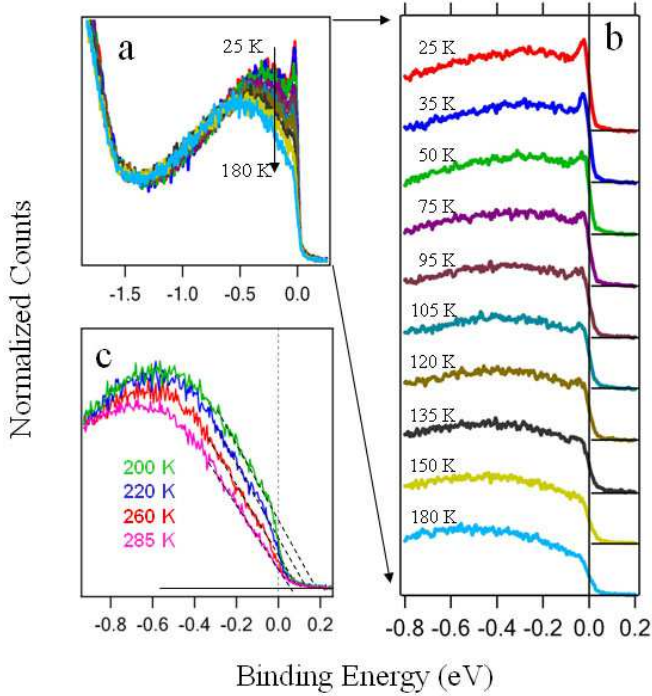 a
25 K
180 K
-1.5 -1.0 -0.5 0.0
b
25 K
35 K
50 K
75 K
95 K
105 K
120 K
135 K
150 K
180 K
-0.8 -0.6 -0.4 -0.2 0.0 0.2
c
200 K
220 K
260 K
285 K
-0.8 -0.6 -0.4 -0.2 0.0 0.2
Normalized Counts
Binding Energy (eV)